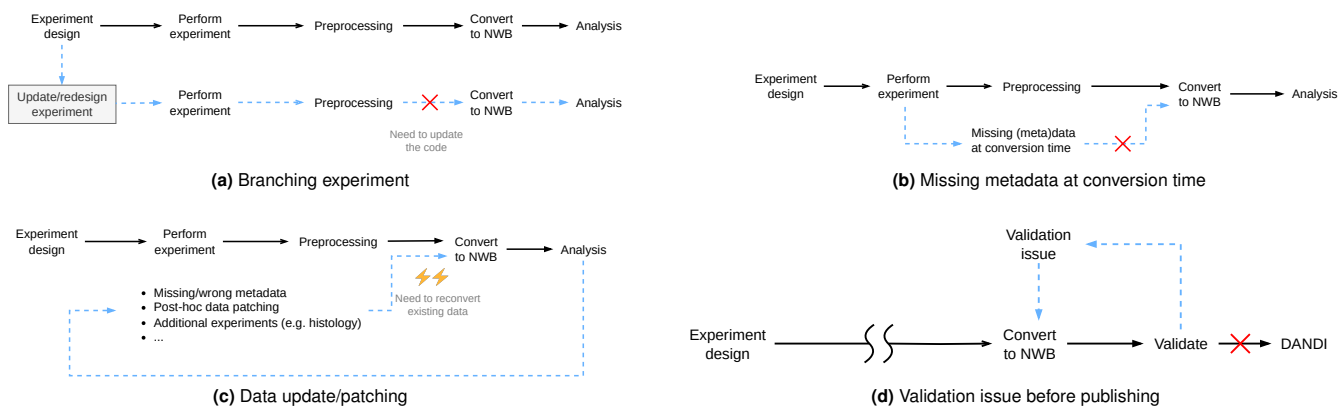 Experiment
design
Perform
experiment
Preprocessing
Convert
to NWB
Analysis
Update/redesign
experiment
Perform
experiment
Preprocessing
Convert
to NWB
Analysis
Need to update
the code
(a) Branching experiment
Experiment
design
Perform
experiment
Preprocessing
Convert
to NWB
Analysis
Missing (meta)data
at conversion time
(b) Missing metadata at conversion time
Experiment
design
Perform
experiment
Preprocessing
Convert
to NWB
Analysis
• Missing/wrong metadata
• Post-hoc data patching
• Additional experiments (e.g. histology)
• ...
Need to reconvert
existing data
(c) Data update/patching
Validation
issue
Experiment
design
Convert
to NWB
Validate
DANDI
(d) Validation issue before publishing